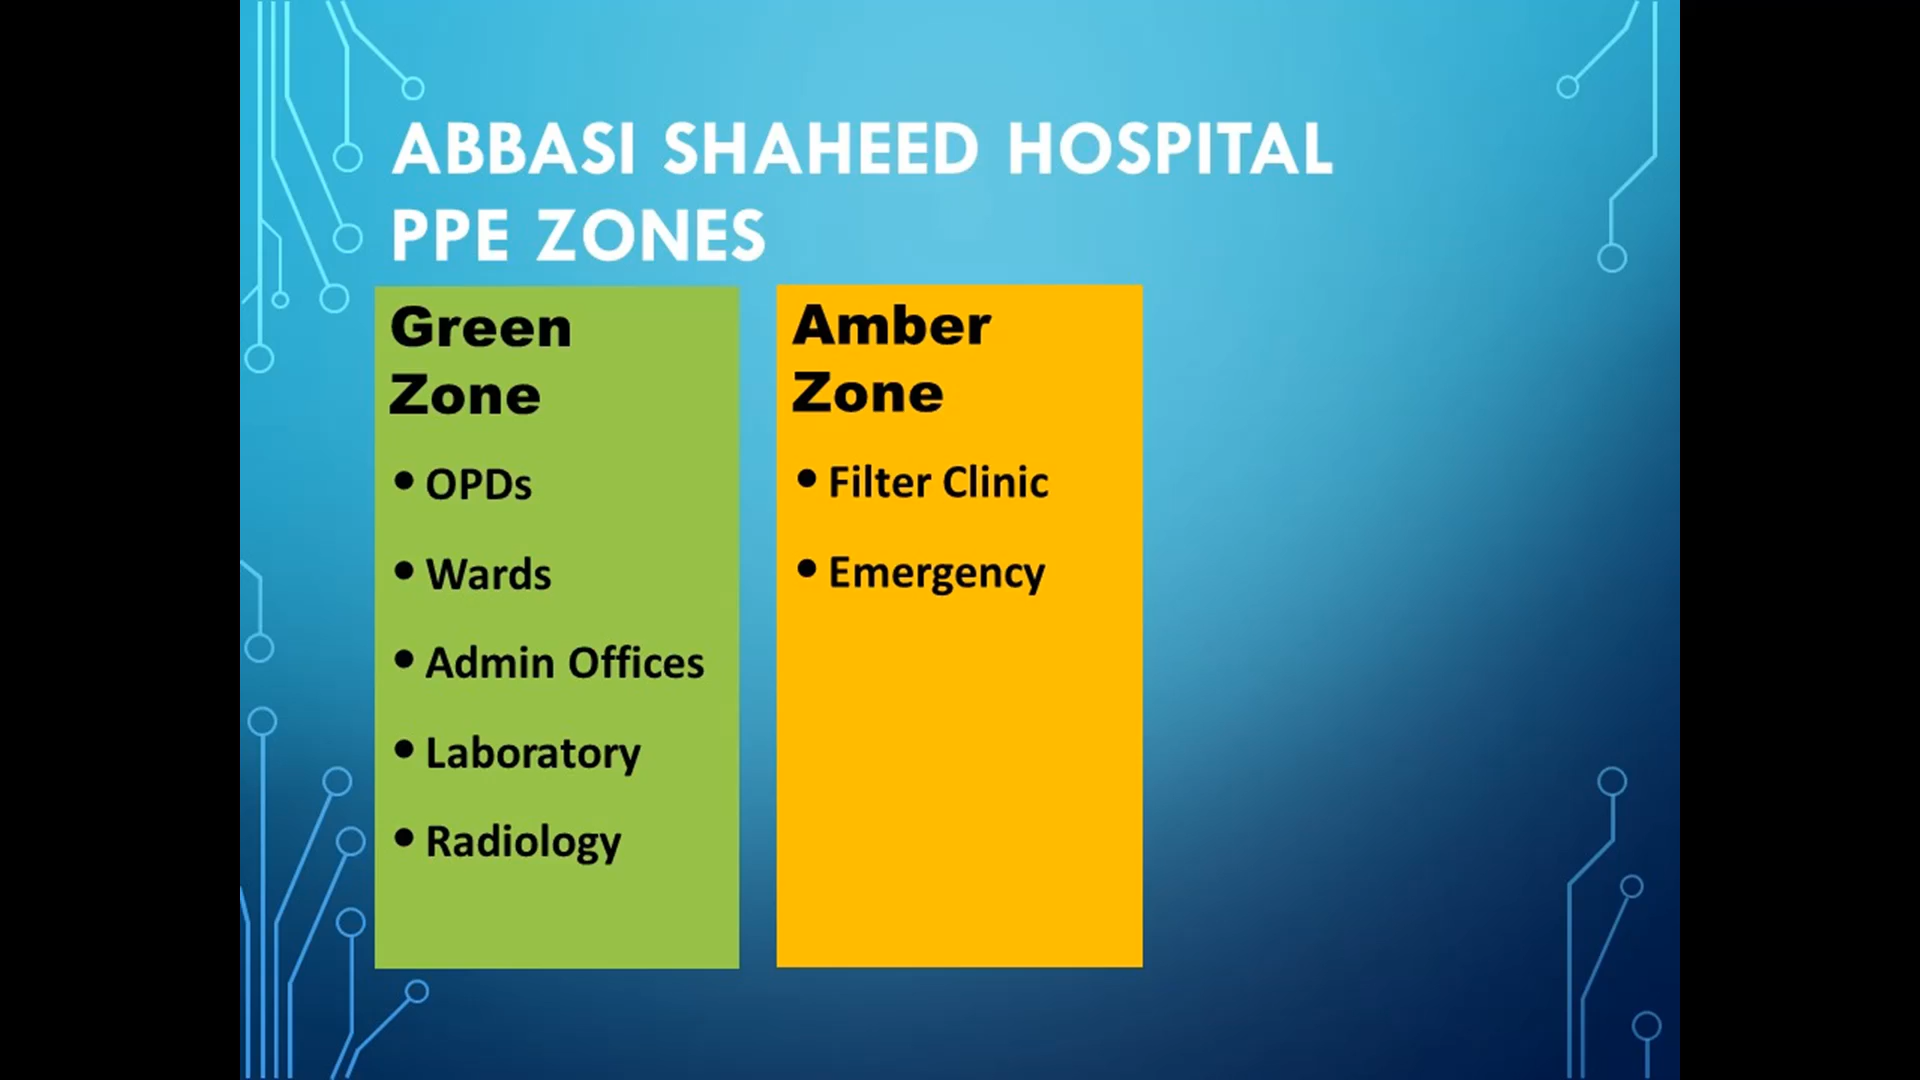 ABBASI SHAHEED HOSPITAL
PPE ZONES
Green
Zone
• OPDs
• Wards
• Admin Offices
• Laboratory
• Radiology
Amber
Zone
• Filter Clinic
• Emergency